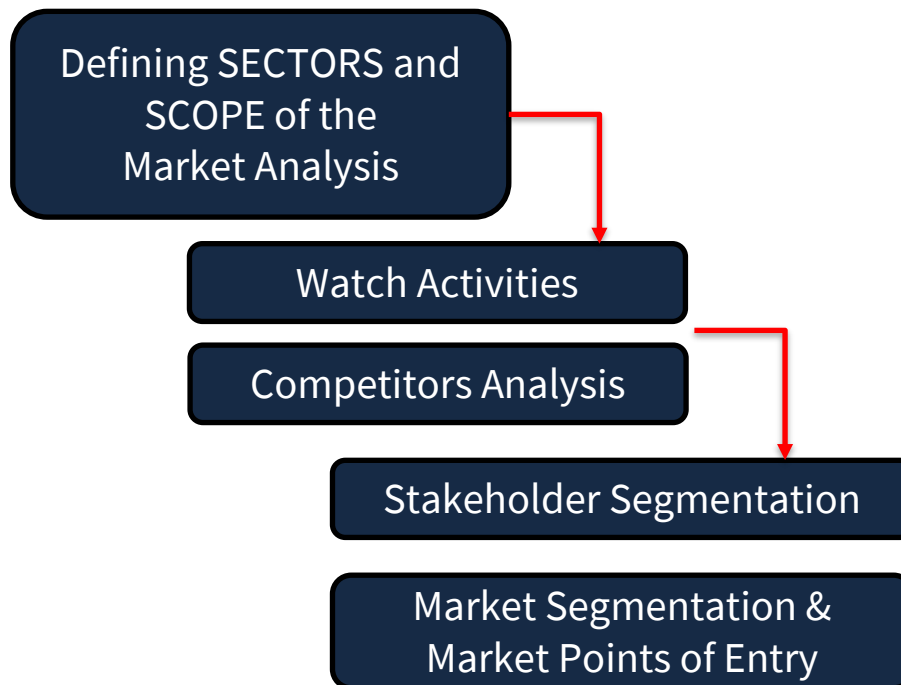 Defining SECTORS and
SCOPE of the
Market Analysis
Watch Activities
Competitors Analysis
Stakeholder Segmentation
Market Segmentation &
Market Points of Entry